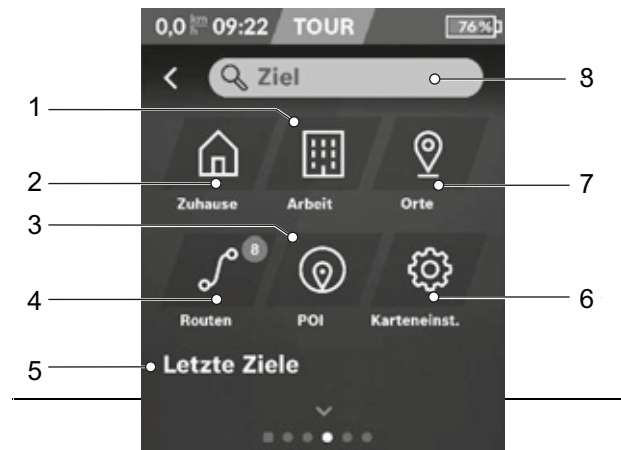 0,0 km/h 09:22 TOUR 76%
Ziel
8
1
2
7
Zuhause Arbeit Orte
3
8
4
6
Routen POI Karteneinst.
5
Letzte Ziele